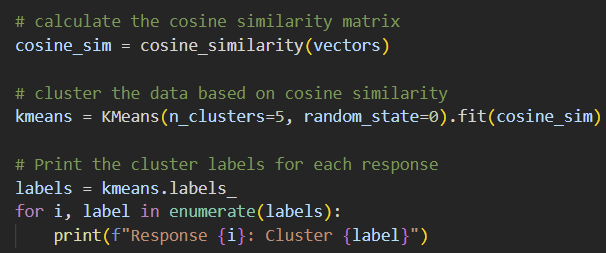 # calculate the cosine similarity matrix
cosine_sim = cosine_similarity(vectors)
# cluster the data based on cosine similarity
kmeans = KMeans(n_clusters=5, random_state=0).fit(cosine_sim)
# Print the cluster labels for each response
labels = kmeans.labels_
for i, label in enumerate(labels):
    print(f"Response {i}: Cluster {label}")